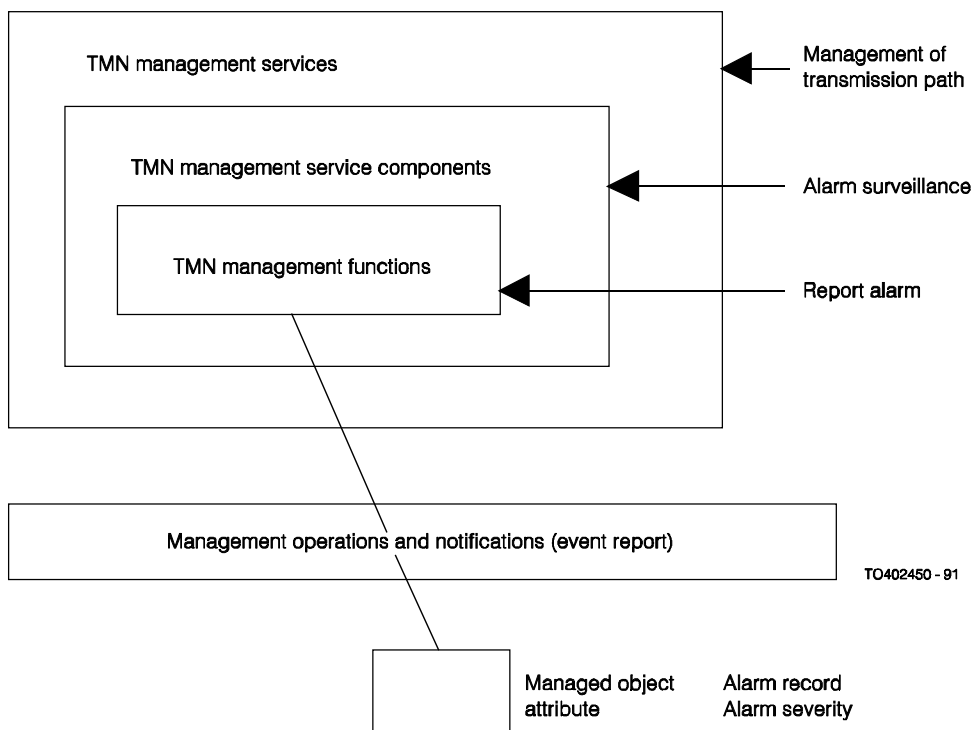 TMN management services
Management of
transmission path
TMN management service components
Alarm surveillance
TMN management functions
Report alarm
Management operations and notifications (event report)
TO402450 - 91
Managed object
attribute
Alarm record
Alarm severity